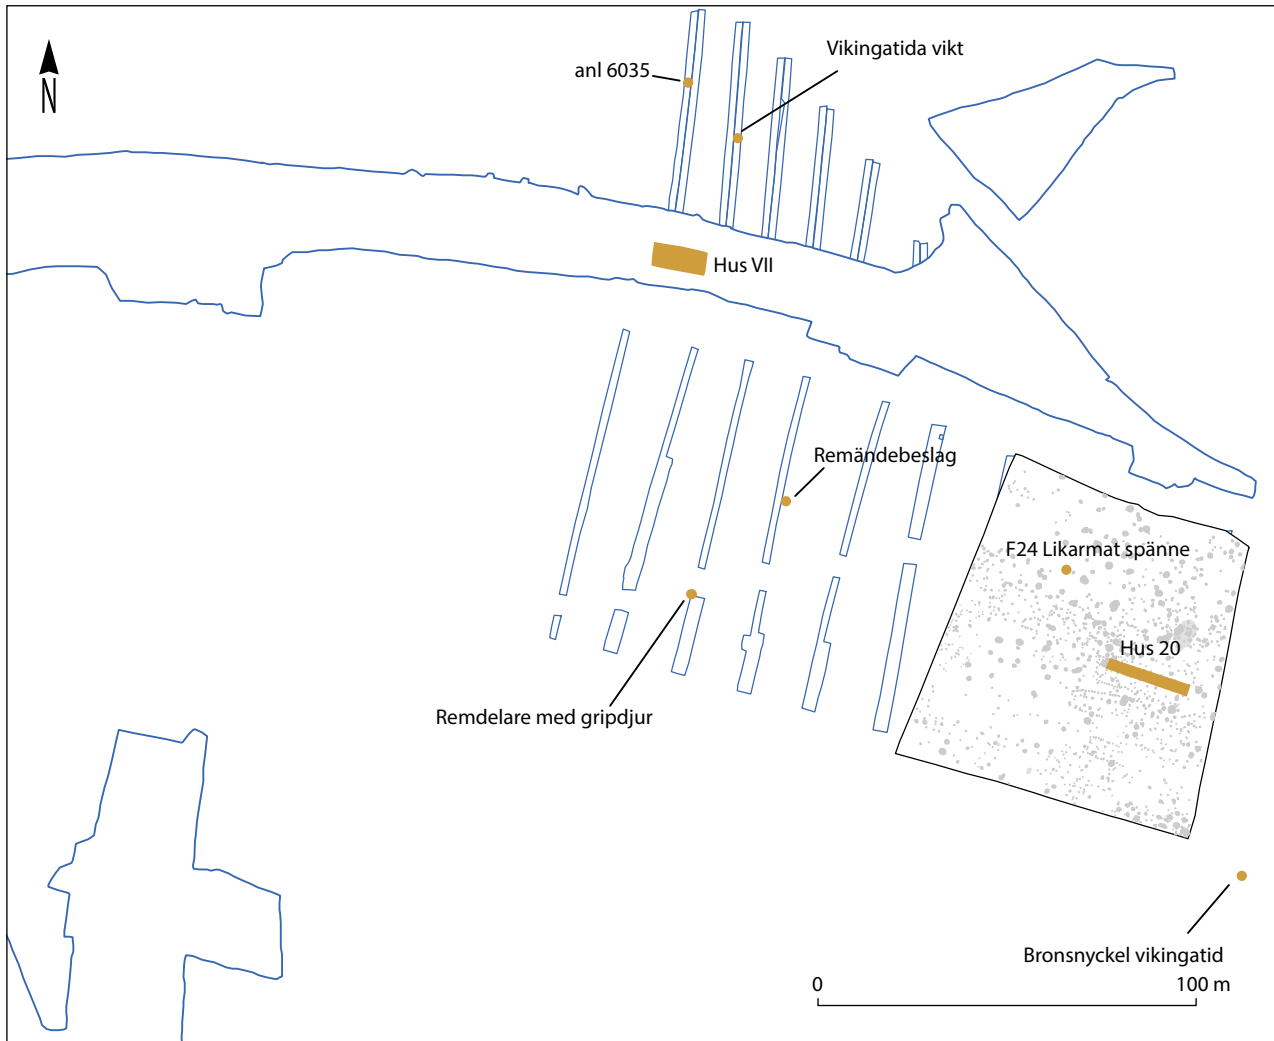 Vikingatida vikt
anl 6035
N
Hus VII
Remändebeslag
F24 Likarmat spänne
Hus 20
Remdelare med gripdjur
Bronsnyckel vikingatid
0 100 m